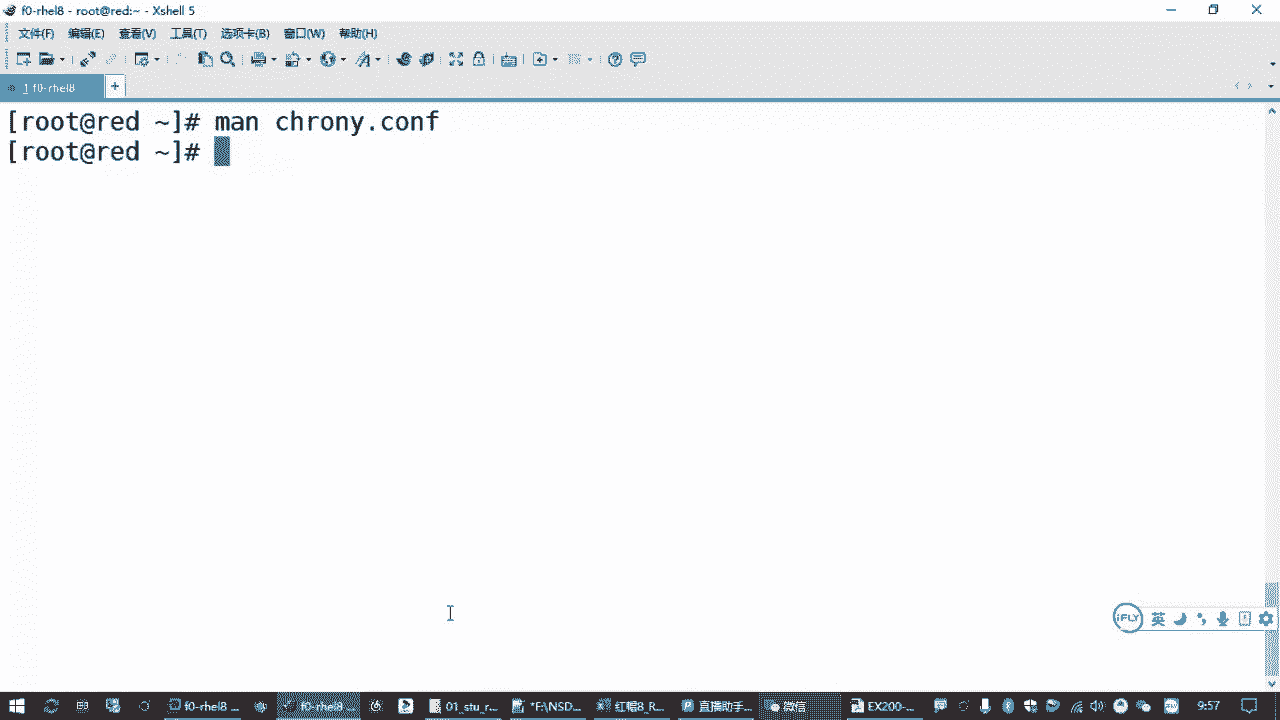 f0-rhel8 - root@red:~ - Xshell 5
文件(F) 编辑(E) 查看(V) 工具(T) 选项卡(B) 窗口(W) 帮助(H)
1 f0-rhel8
[root@red ~]# man chrony.conf
[root@red ~]#
iFLY 英
f0-rhel8 ... f0-rhel8 ... 01_stu_r... *F:\NSD... 红帽8_R... 直播助手... 微信 EX200-... 9:57